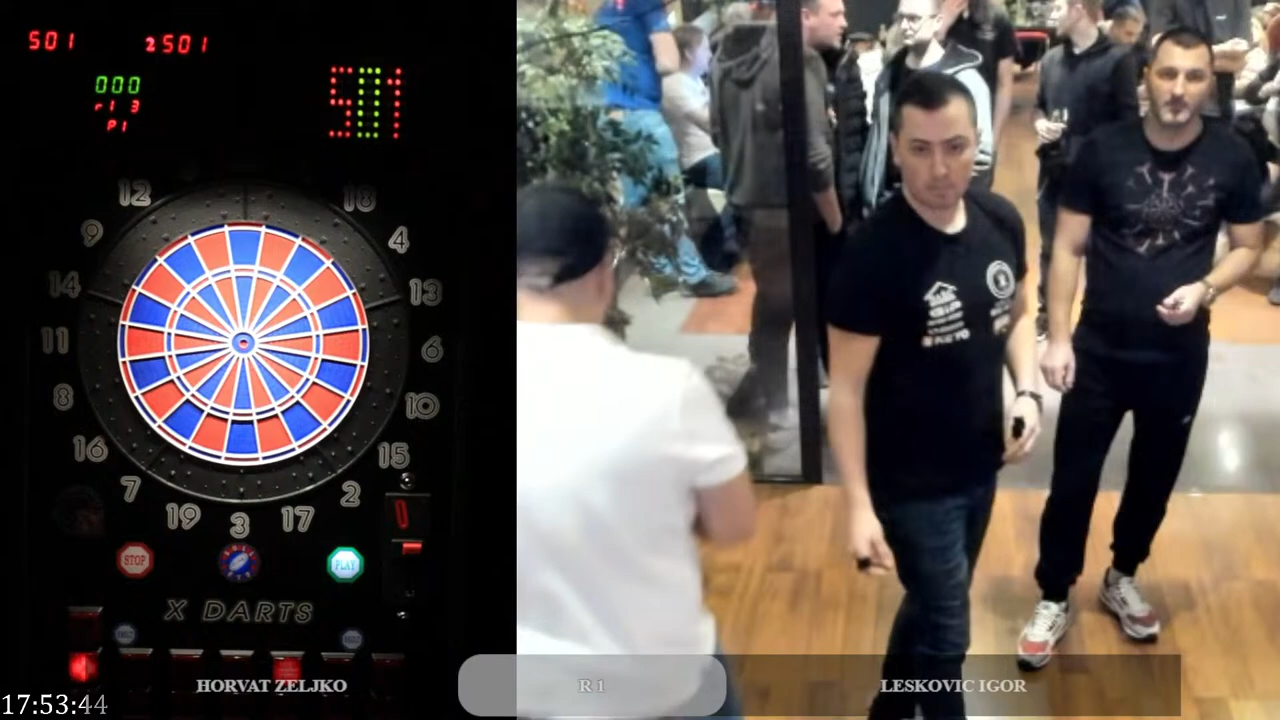 501
2501
501
000
r1 3
P1
12
18
9
4
14
13
11
6
8
10
16
15
7
2
19
3
17
STOP
PLAY
X DARTS
HORVAT ZELJKO
R 1
LESKOVIC IGOR
17:53:44